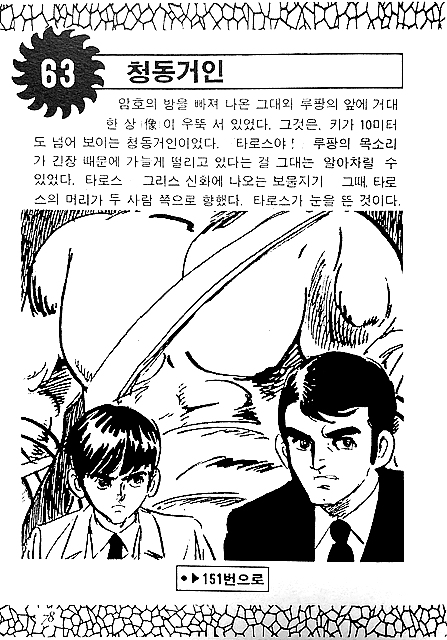 63 청동거인
암호의 방을 빠져 나온 그대와 루팡의 앞에 거대
한 상(像)이 우뚝 서 있었다. 그것은, 키가 10미터
도 넘어 보이는 청동거인이었다. 「타로스야!」 루팡의 목소리
가 긴장 때문에 가늘게 떨리고 있다는 걸 그대는 알아차릴 수
있었다. 「타로스── 그리스 신화에 나오는 보물지기── 그때, 타로
스의 머리가 두 사람 쪽으로 향했다. 타로스가 눈을 뜬 것이다.
●▶151번으로